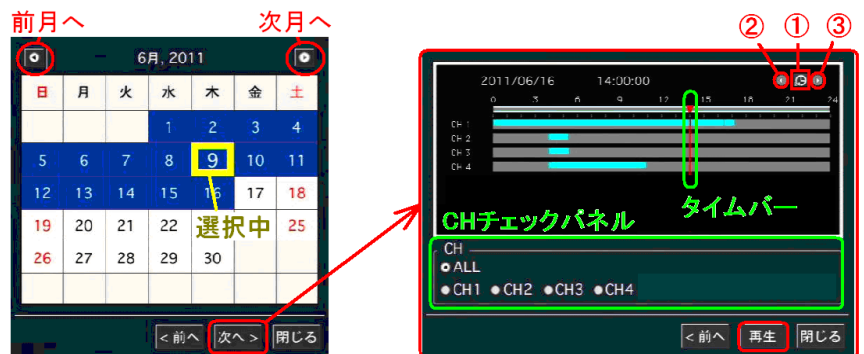 前月へ
次月へ
6月, 2011
日 月 火 水 木 金 土
1 2 3 4
5 6 7 8 9 10 11
12 13 14 15 16 17 18
19 20 21 22 選択中 25
26 27 28 29 30
< 前へ 次へ > 閉じる
② ① ③
2011/06/16 14:00:00
0 3 6 9 12 15 18 21 24
CH 1
CH 2
CH 3
CH 4
タイムバー
CHチェックパネル
CH
ALL
CH1 CH2 CH3 CH4
< 前へ 再生 閉じる